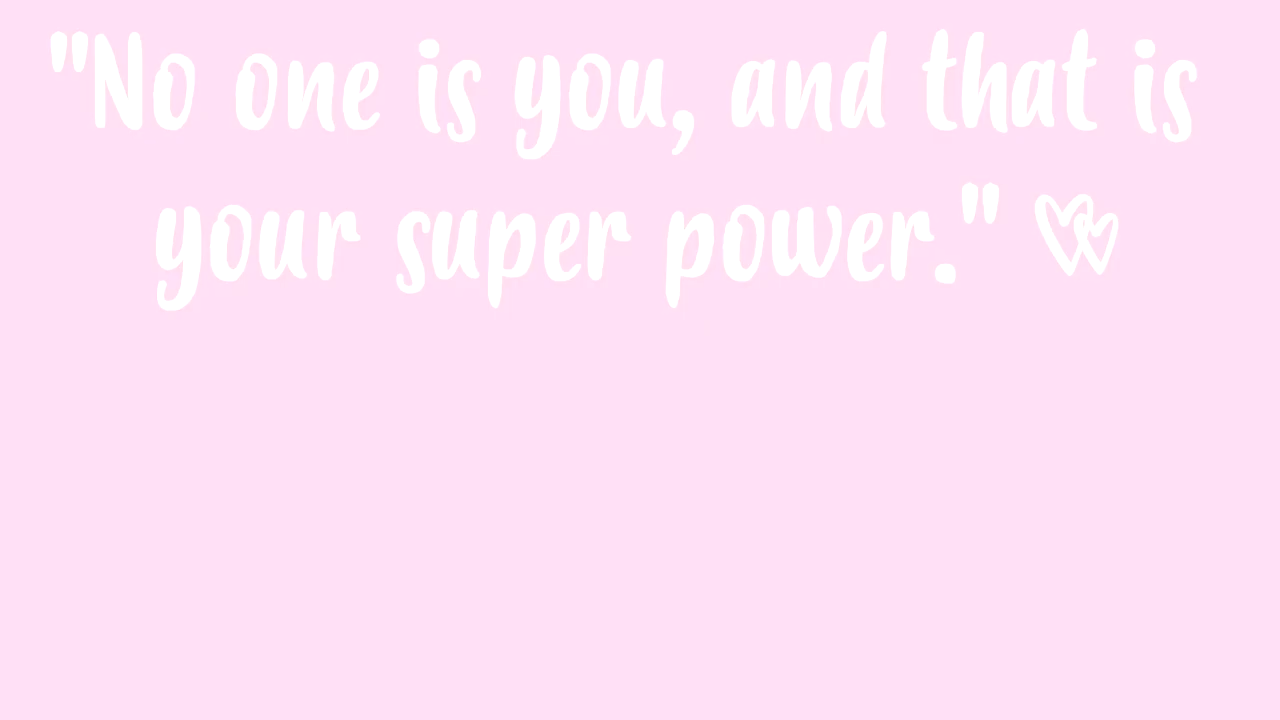 "No one is you, and that is
your super power." 💕